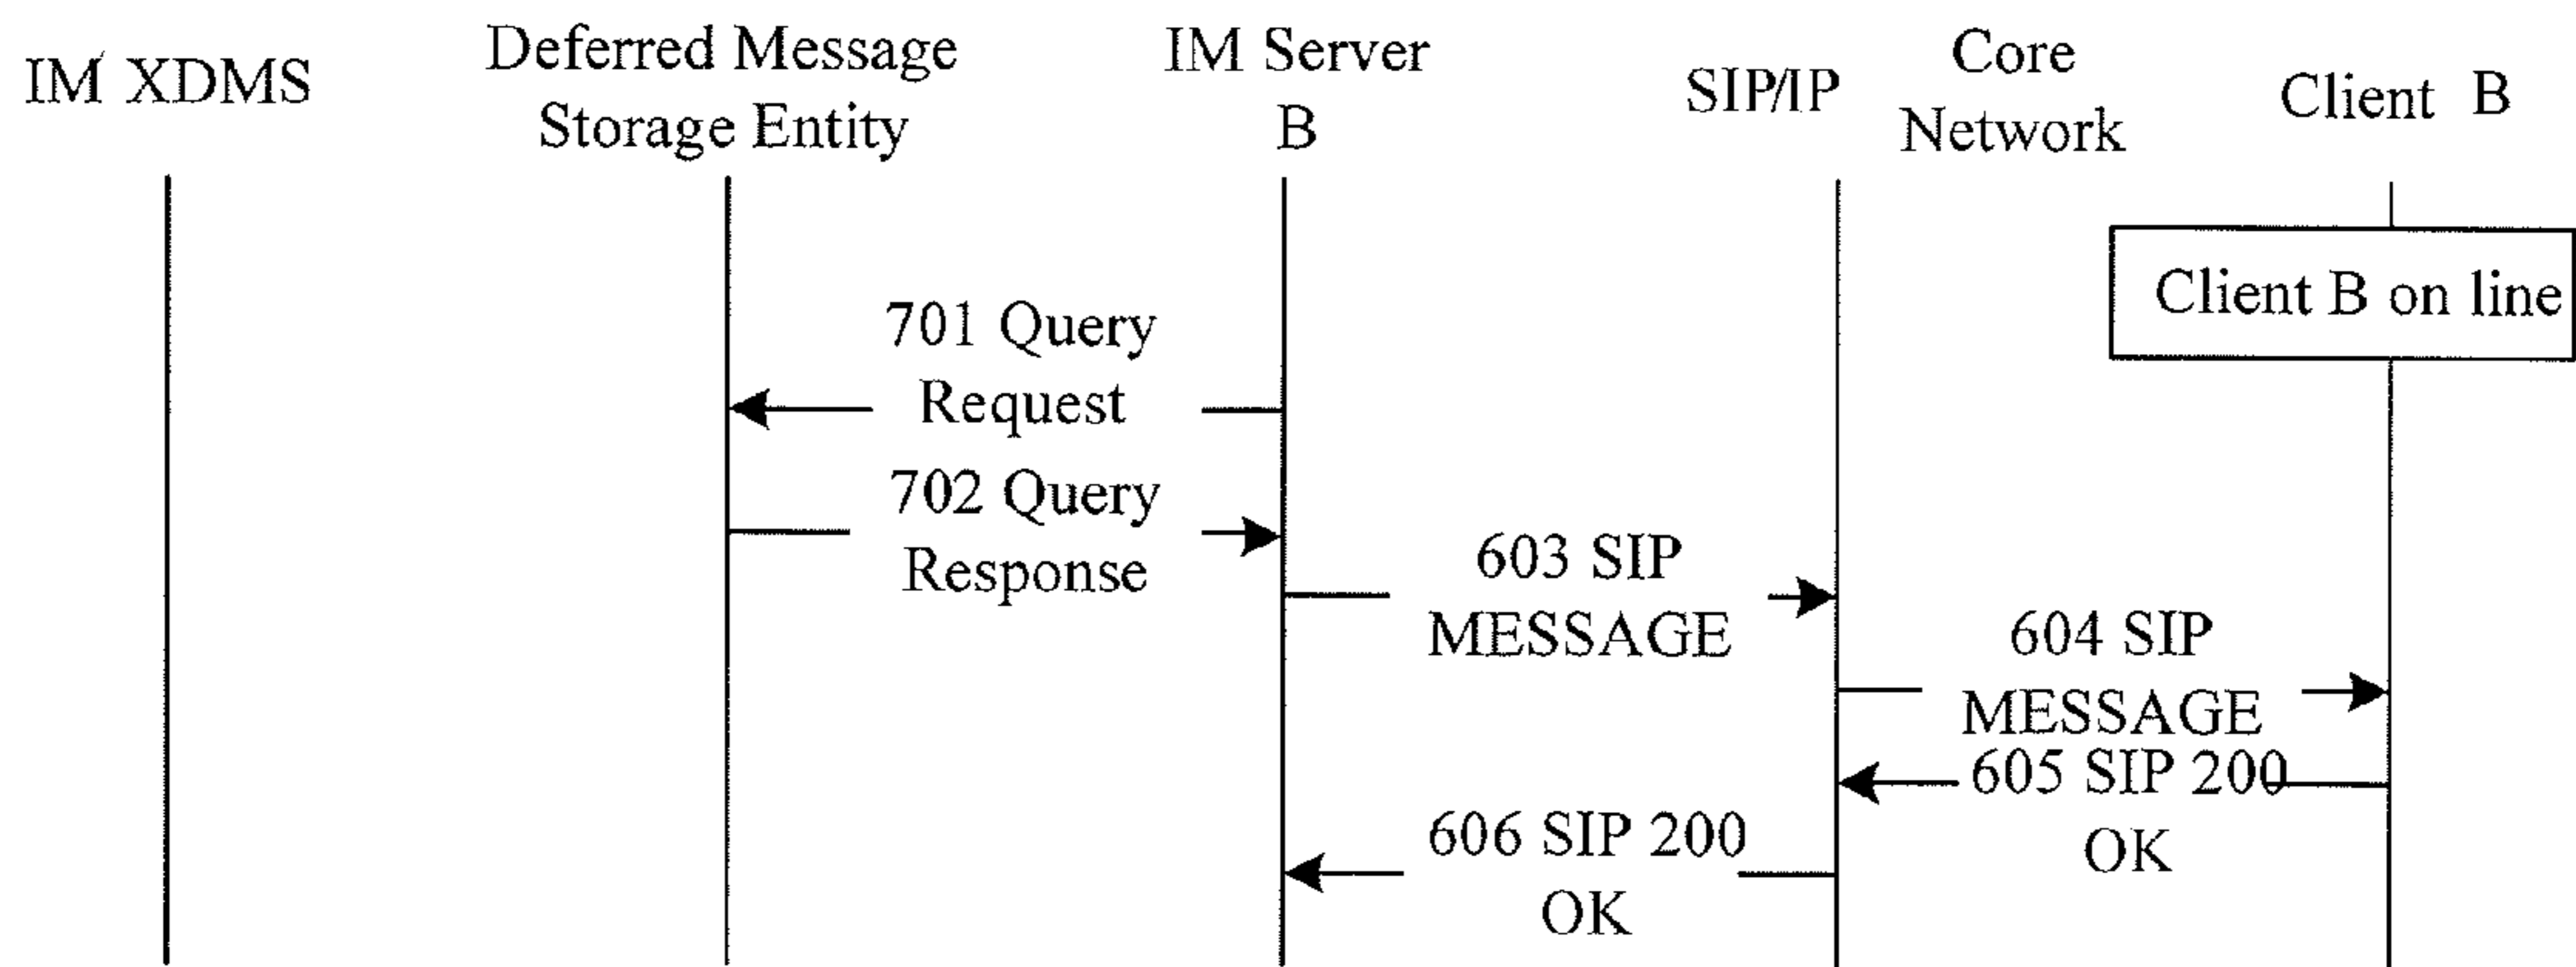 IM XDMS
Deferred Message
Storage Entity
IM Server
B
SIP/IP
Core
Network
Client B
Client B on line
701 Query
Request
702 Query
Response
603 SIP
MESSAGE
604 SIP
MESSAGE
605 SIP 200
OK
606 SIP 200
OK